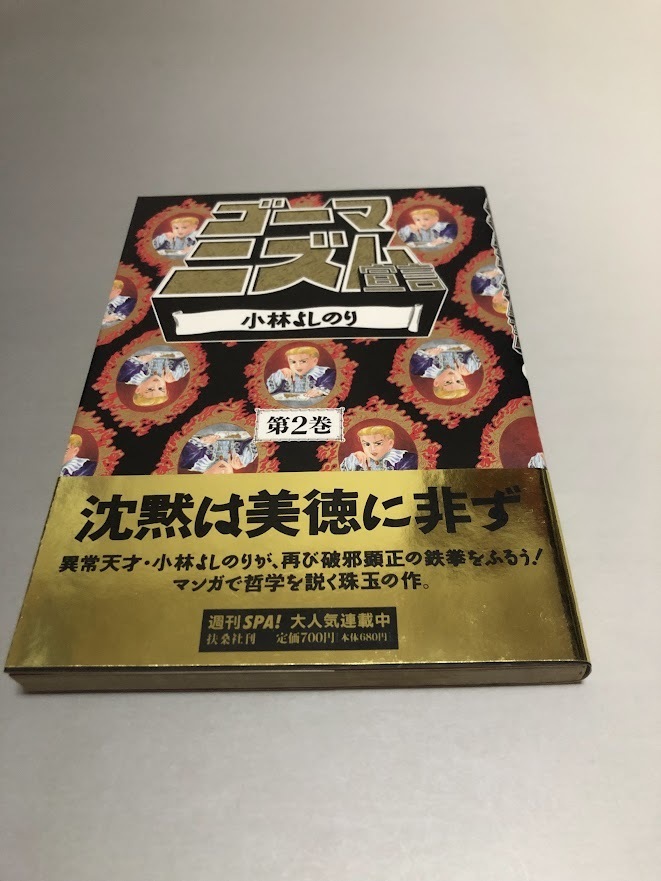 ゴーマ
ニズム宣言
小林よしのり
第2巻
沈黙は美徳に非ず
異常天才・小林よしのりが、再び破邪顕正の鉄拳をふるう!
マンガで哲学を説く珠玉の作。
週刊SPA! 大人気連載中
扶桑社刊 定価700円[本体680円]